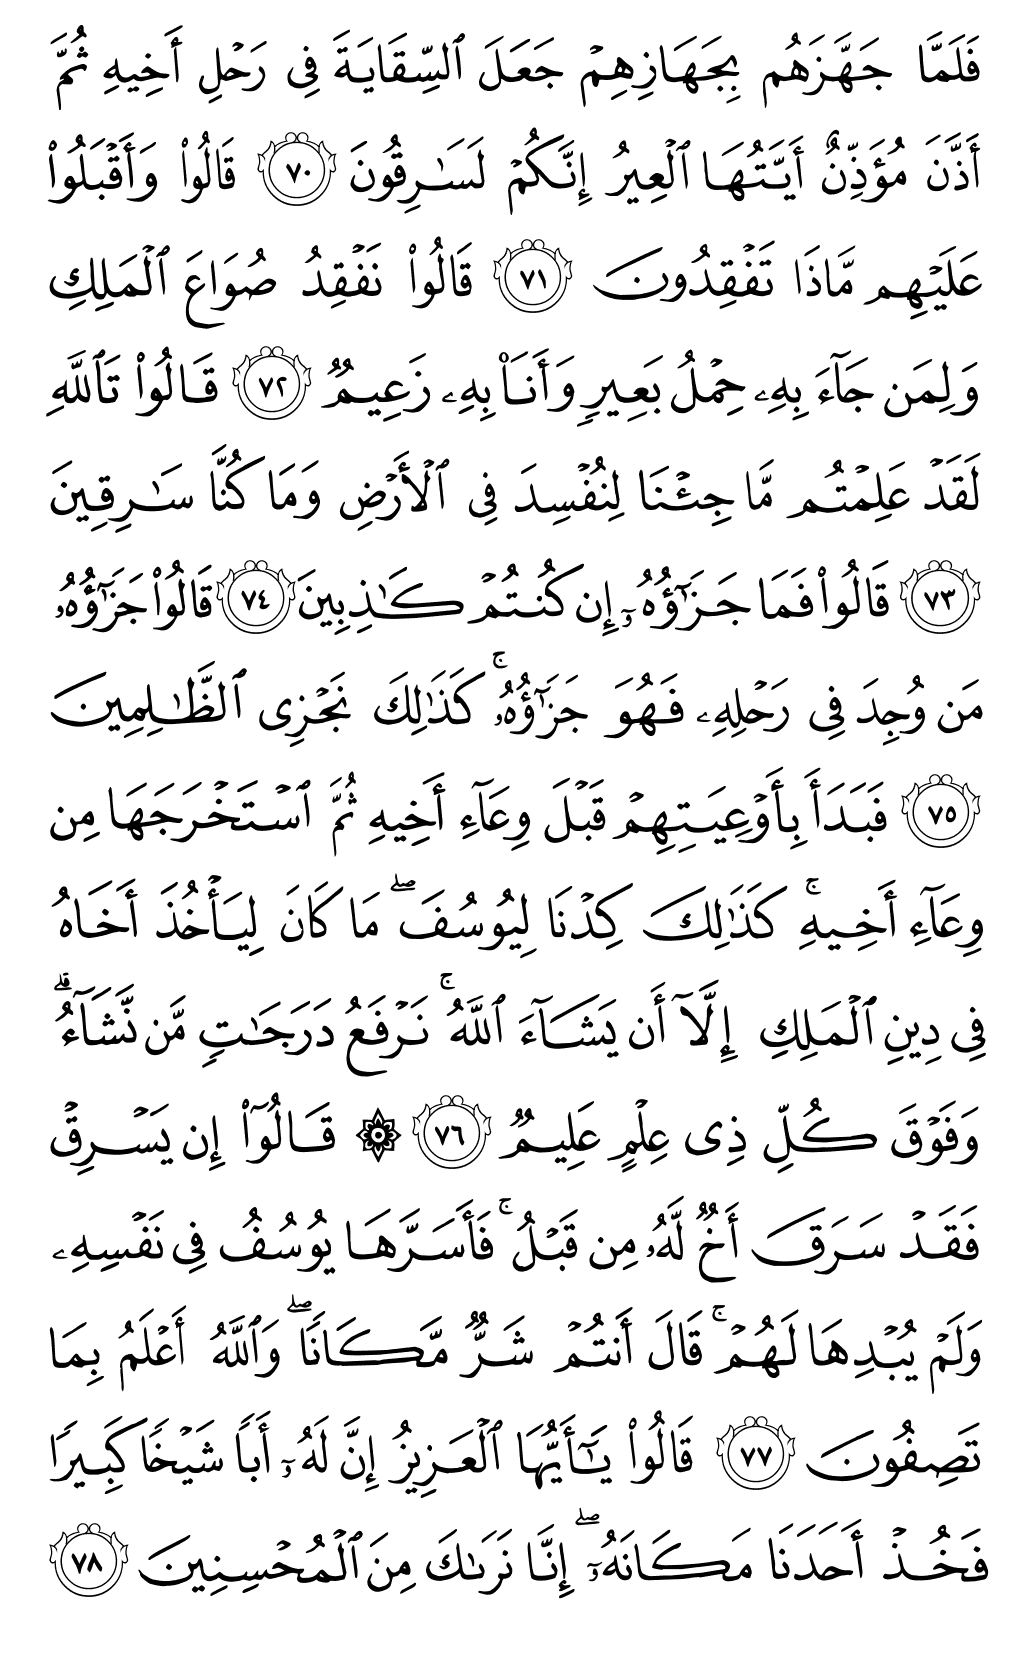 فَلَمَّا جَهَّزَهُم بِجَهَازِهِمۡ جَعَلَ ٱلسِّقَايَةَ فِى رَحۡلِ أَخِيهِ ثُمَّ
أَذَّنَ مُؤَذِّنٌ أَيَّتُهَا ٱلۡعِيرُ إِنَّكُمۡ لَسَـٰرِقُونَ ٧٠ قَالُوا۟ وَأَقۡبَلُوا۟
عَلَيۡهِم مَّاذَا تَفۡقِدُونَ ٧١ قَالُوا۟ نَفۡقِدُ صُوَاعَ ٱلۡمَلِكِ
وَلِمَن جَآءَ بِهِۦ حِمۡلُ بَعِيرٍ وَأَنَا۠ بِهِۦ زَعِيمٌ ٧٢ قَالُوا۟ تَٱللَّهِ
لَقَدۡ عَلِمۡتُم مَّا جِئۡنَا لِنُفۡسِدَ فِى ٱلۡأَرۡضِ وَمَا كُنَّا سَـٰرِقِينَ
٧٣ قَالُوا۟ فَمَا جَزَٰٓؤُهُۥٓ إِن كُنتُمۡ كَـٰذِبِينَ ٧٤ قَالُوا۟ جَزَٰٓؤُهُۥ
مَن وُجِدَ فِى رَحۡلِهِۦ فَهُوَ جَزَٰٓؤُهُۥۚ كَذَٰلِكَ نَجۡزِى ٱلظَّـٰلِمِينَ
٧٥ فَبَدَأَ بِأَوۡعِيَتِهِمۡ قَبۡلَ وِعَآءِ أَخِيهِ ثُمَّ ٱسۡتَخۡرَجَهَا مِن
وِعَآءِ أَخِيهِۚ كَذَٰلِكَ كِدۡنَا لِيُوسُفَۖ مَا كَانَ لِيَأۡخُذَ أَخَاهُ
فِى دِينِ ٱلۡمَلِكِ إِلَّآ أَن يَشَآءَ ٱللَّهُۚ نَرۡفَعُ دَرَجَـٰتٍ مَّن نَّشَآءُۗ
وَفَوۡقَ كُلِّ ذِى عِلۡمٍ عَلِيمٌ ٧٦ ۞ قَالُوٓا۟ إِن يَسۡرِقۡ
فَقَدۡ سَرَقَ أَخٌ لَّهُۥ مِن قَبۡلُۚ فَأَسَرَّهَا يُوسُفُ فِى نَفۡسِهِۦ
وَلَمۡ يُبۡدِهَا لَهُمۡۚ قَالَ أَنتُمۡ شَرٌّ مَّكَانًاۖ وَٱللَّهُ أَعۡلَمُ بِمَا
تَصِفُونَ ٧٧ قَالُوا۟ يَـٰٓأَيُّهَا ٱلۡعَزِيزُ إِنَّ لَهُۥٓ أَبًا شَيۡخًا كَبِيرًا
فَخُذۡ أَحَدَنَا مَكَانَهُۥٓۖ إِنَّا نَرَىٰكَ مِنَ ٱلۡمُحۡسِنِينَ ٧٨